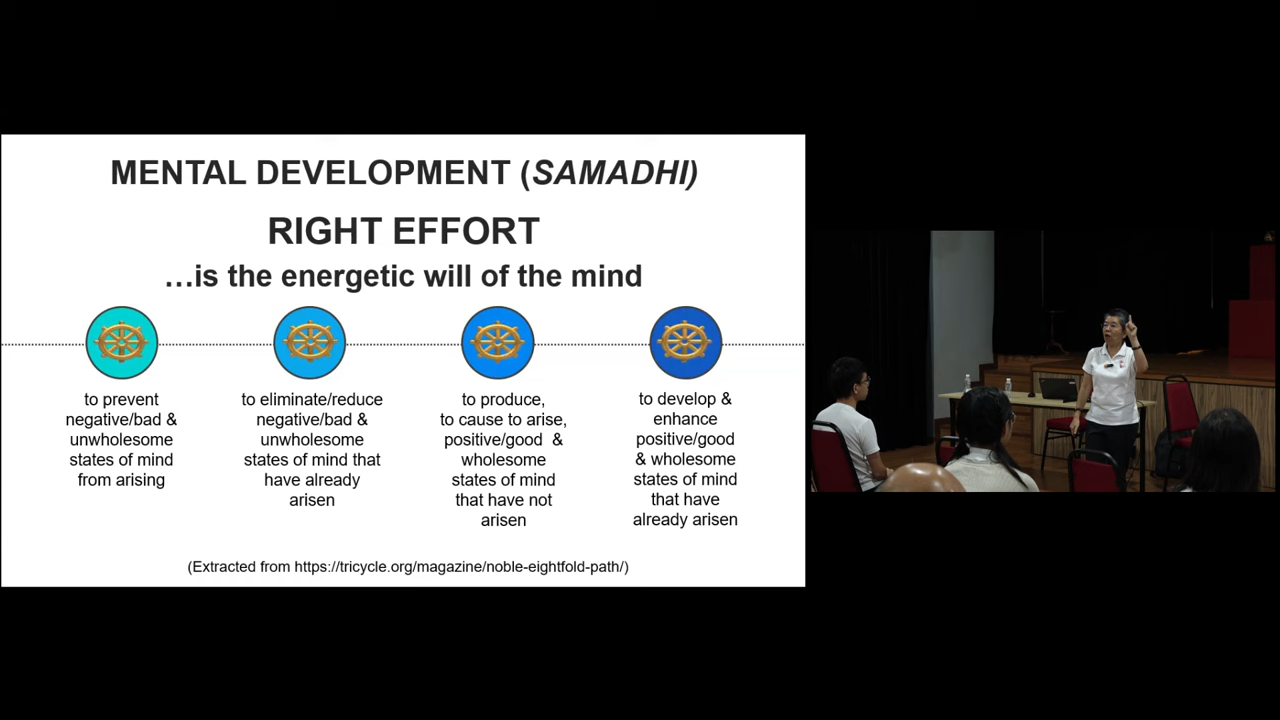 MENTAL DEVELOPMENT (SAMADHI)
RIGHT EFFORT
…is the energetic will of the mind
to prevent
negative/bad &
unwholesome
states of mind
from arising
to eliminate/reduce
negative/bad &
unwholesome
states of mind that
have already
arisen
to produce,
to cause to arise,
positive/good &
wholesome
states of mind
that have not
arisen
to develop &
enhance
positive/good
& wholesome
states of mind
that have
already arisen
(Extracted from https://tricycle.org/magazine/noble-eightfold-path/)